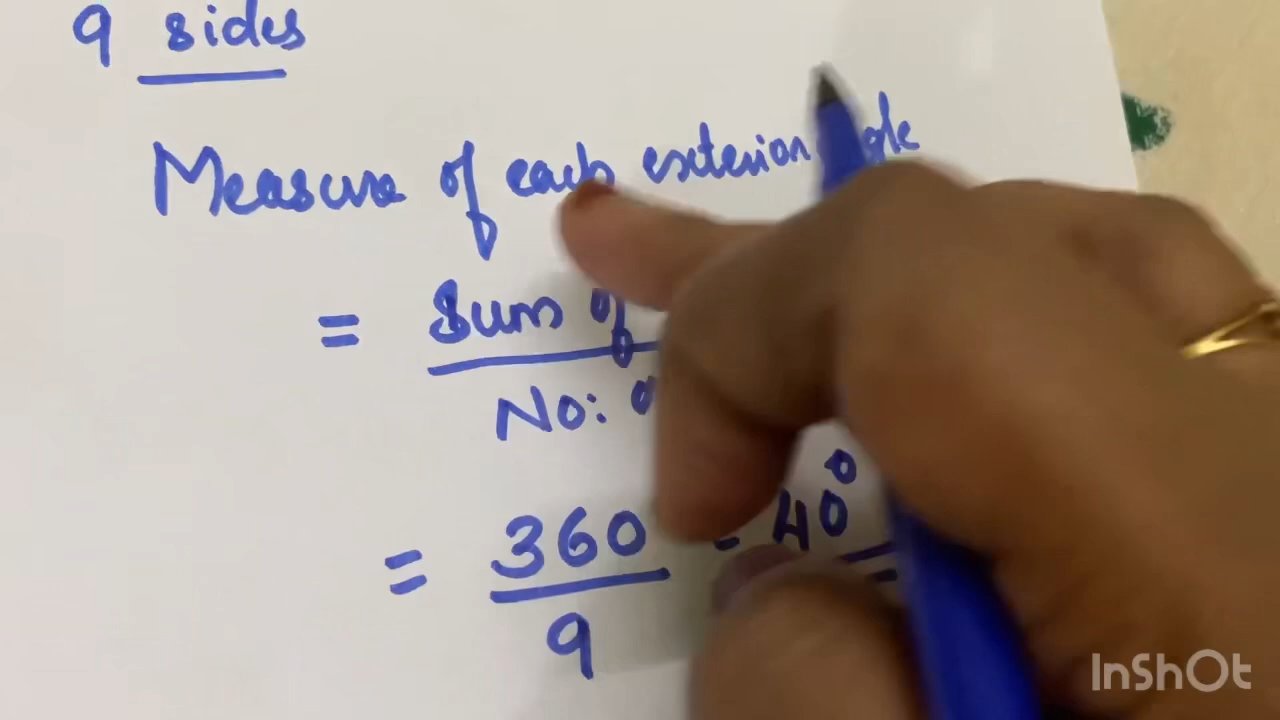 9 sides
Measure of each exterior
= Sum of
No:
= 360 = 40°
9
InShOt